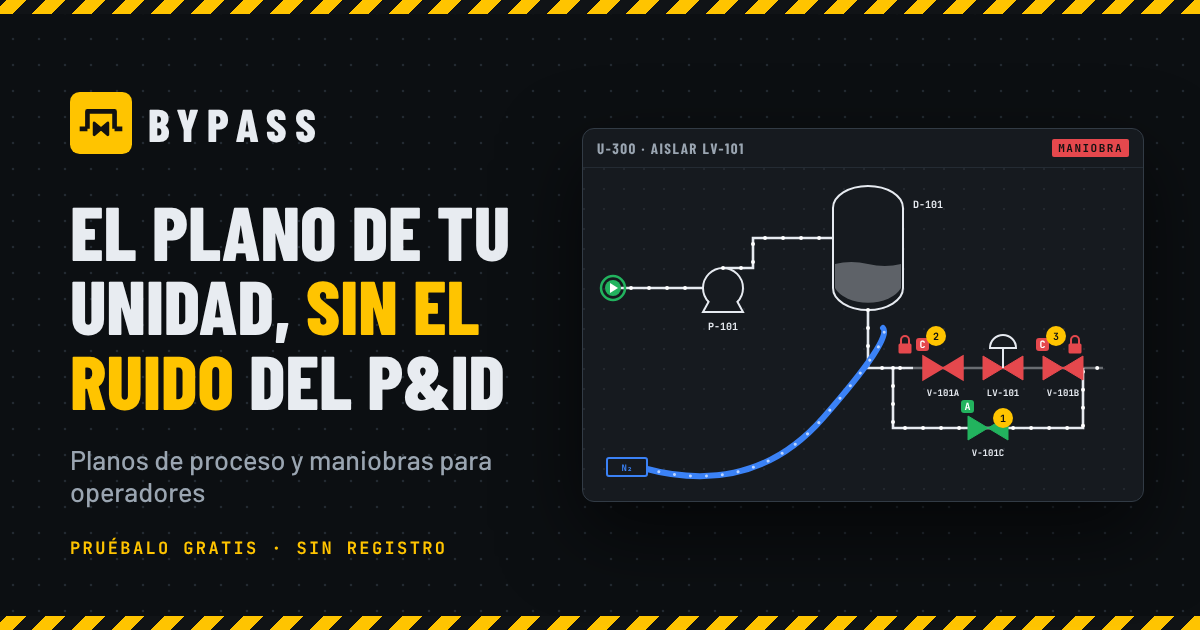 BYPASS
EL PLANO DE TU
UNIDAD, SIN EL
RUIDO DEL P&ID
Planos de proceso y maniobras para
operadores
PRUÉBALO GRATIS · SIN REGISTRO
U-300 · AISLAR LV-101
MANIOBRA
D-101
P-101
C
2
C
3
V-101A
LV-101
V-101B
A
1
V-101C
N₂